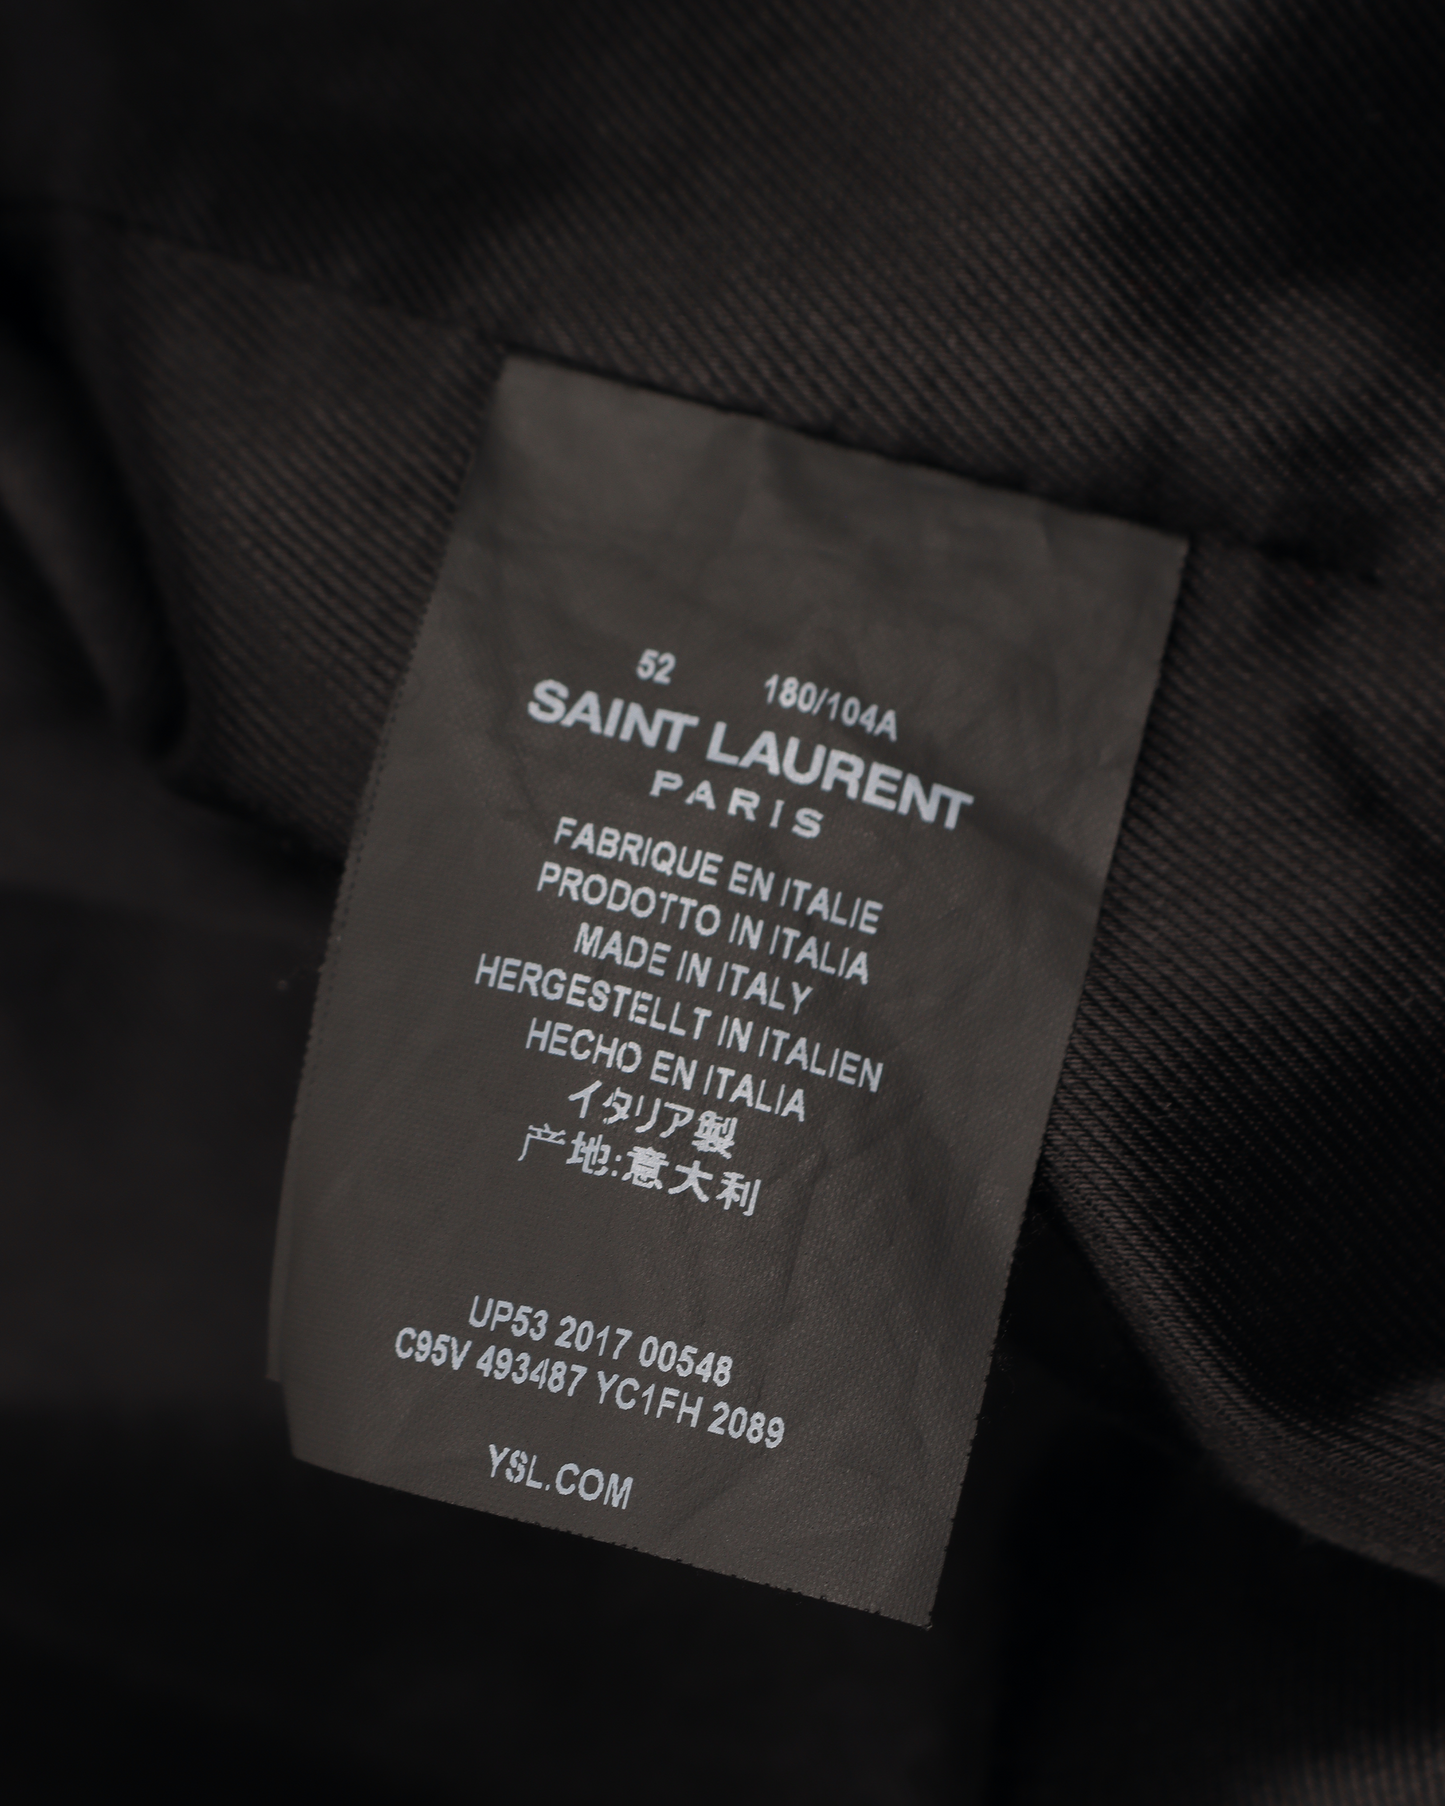 52 180/104A
SAINT LAURENT
PARIS
FABRIQUE EN ITALIE
PRODOTTO IN ITALIA
MADE IN ITALY
HERGESTELLT IN ITALIEN
HECHO EN ITALIA
イタリア製
产地:意大利
UP53 2017 00548
C95V 493487 YC1FH 2089
YSL.COM